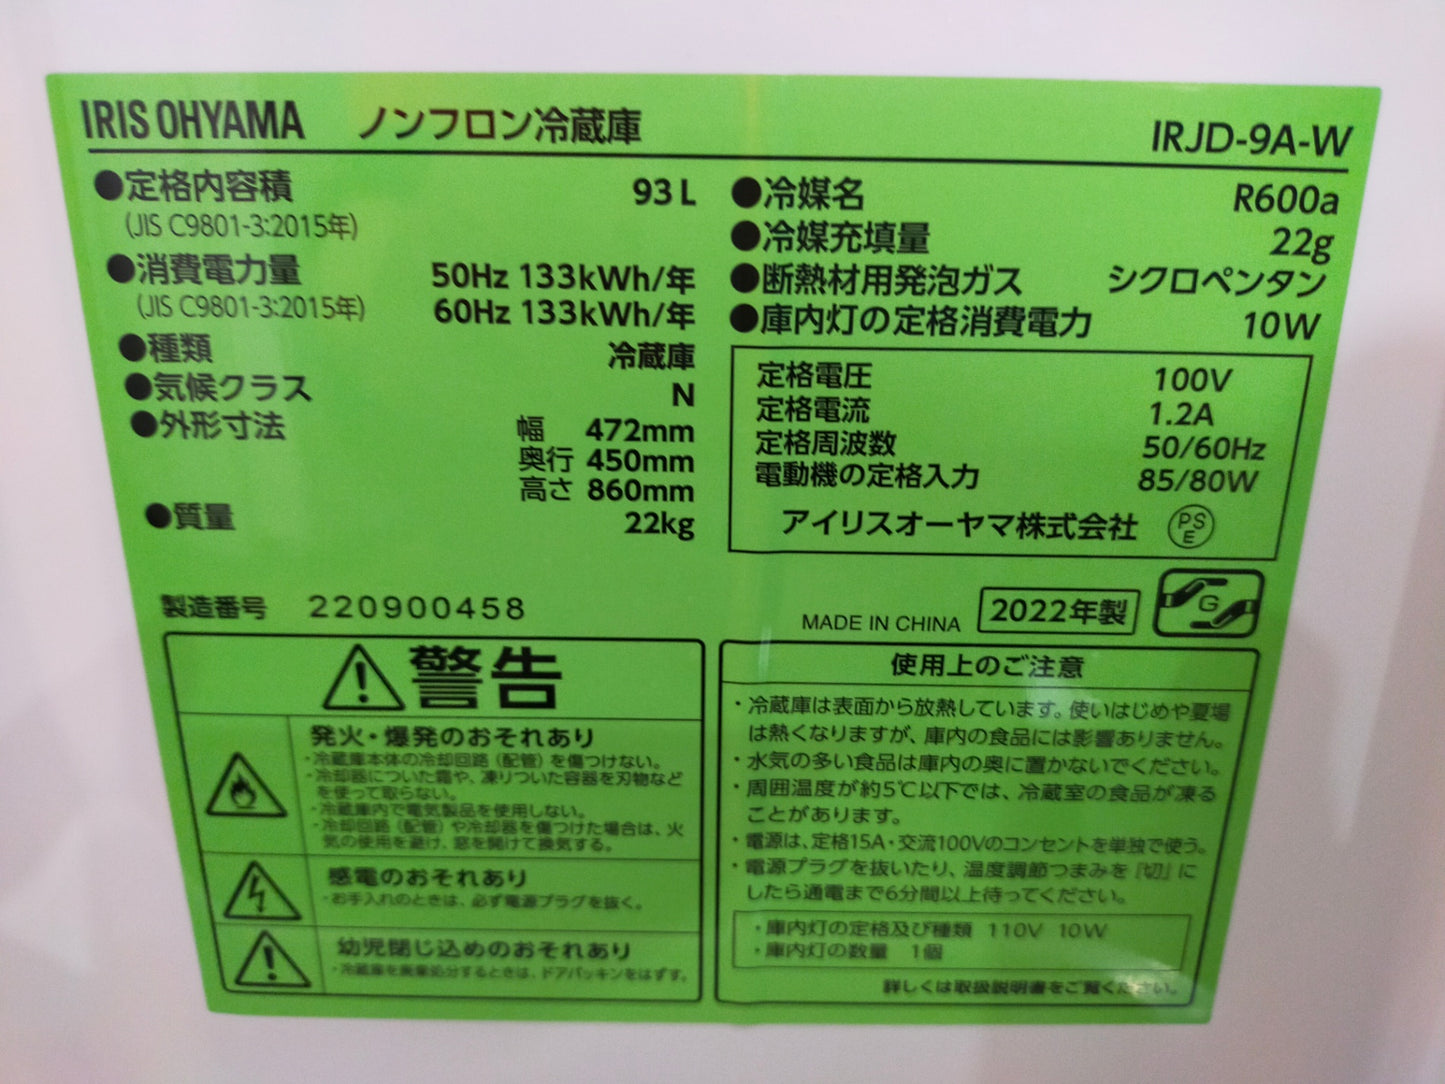 IRIS OHYAMA ノンフロン冷蔵庫 IRJD-9A-W
●定格内容積 93 L
(JIS C9801-3:2015年)
●消費電力量 50Hz 133kWh/年
(JIS C9801-3:2015年) 60Hz 133kWh/年
●種類 冷蔵庫
●気候クラス N
●外形寸法 幅 472mm
奥行 450mm
高さ 860mm
●質量 22kg
●冷媒名 R600a
●冷媒充填量 22g
●断熱材用発泡ガス シクロペンタン
●庫内灯の定格消費電力 10W
定格電圧 100V
定格電流 1.2A
定格周波数 50/60Hz
電動機の定格入力 85/80W
アイリスオーヤマ株式会社 PS
E
製造番号 220900458
MADE IN CHINA 2022年製 G
警告
発火・爆発のおそれあり
・冷蔵庫本体の冷却回路（配管）を傷つけない。
・冷却器についた霜や、凍りついた容器を刃物など
を使って取らない。
・冷蔵庫内で電気製品を使用しない。
・冷却回路（配管）や冷却器を傷つけた場合は、火
気の使用を避け、窓を開けて換気する。
感電のおそれあり
・お手入れのときは、必ず電源プラグを抜く。
幼児閉じ込めのおそれあり
・冷蔵庫を廃棄処分するときは、ドアパッキンをはずす。
使用上のご注意
・冷蔵庫は表面から放熱しています。使いはじめや夏場
は熱くなりますが、庫内の食品には影響ありません。
・水気の多い食品は庫内の奥に置かないでください。
・周囲温度が約5℃以下では、冷蔵室の食品が凍る
ことがあります。
・電源は、定格15A・交流100Vのコンセントを単独で使う。
・電源プラグを抜いたり、温度調節つまみを「切」に
したら通電まで6分間以上待ってください。
・庫内灯の定格及び種類 110V 10W
・庫内灯の数量 1個
詳しくは取扱説明書をご覧ください。